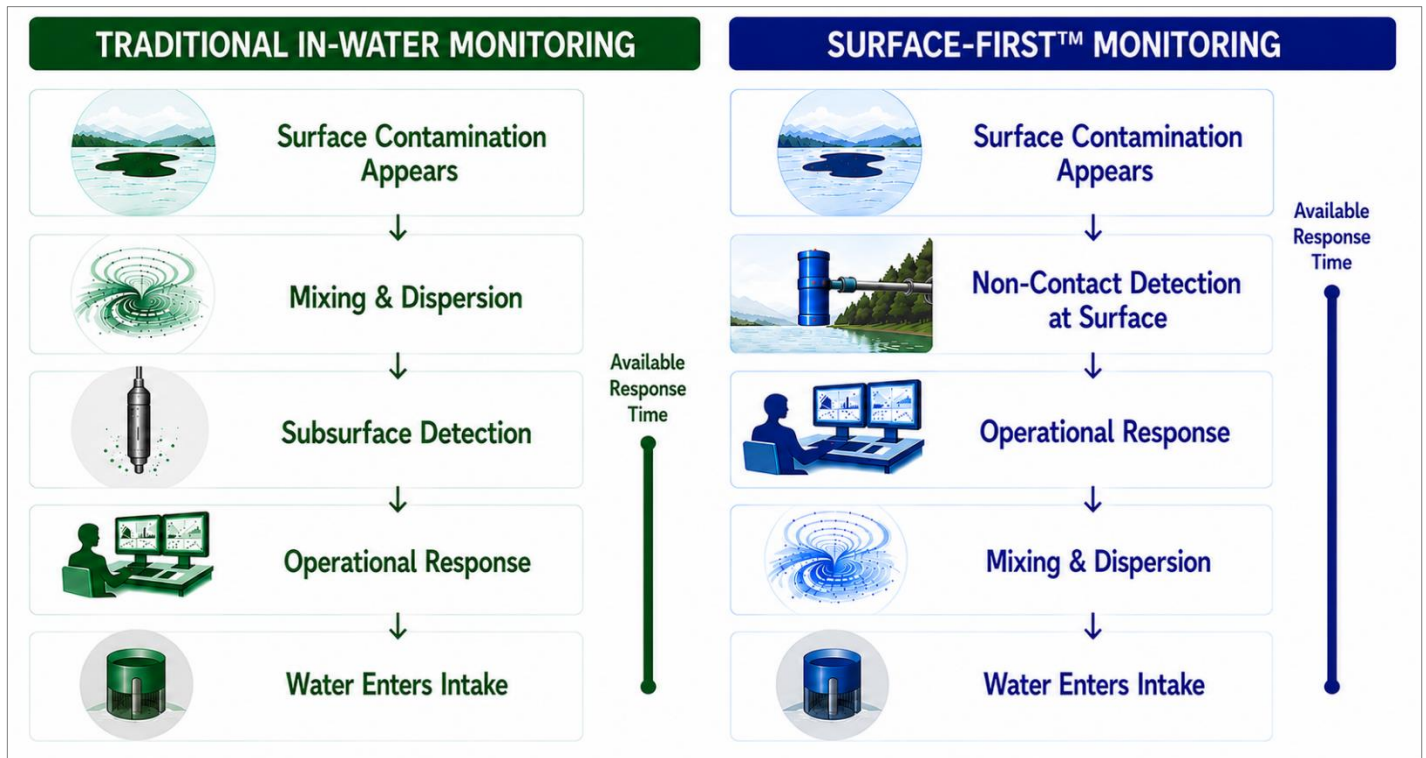 TRADITIONAL IN-WATER MONITORING
Surface Contamination
Appears
Mixing & Dispersion
Subsurface Detection
Operational Response
Water Enters Intake
Available
Response
Time
SURFACE-FIRST™ MONITORING
Surface Contamination
Appears
Non-Contact Detection
at Surface
Operational Response
Mixing & Dispersion
Water Enters Intake
Available
Response
Time